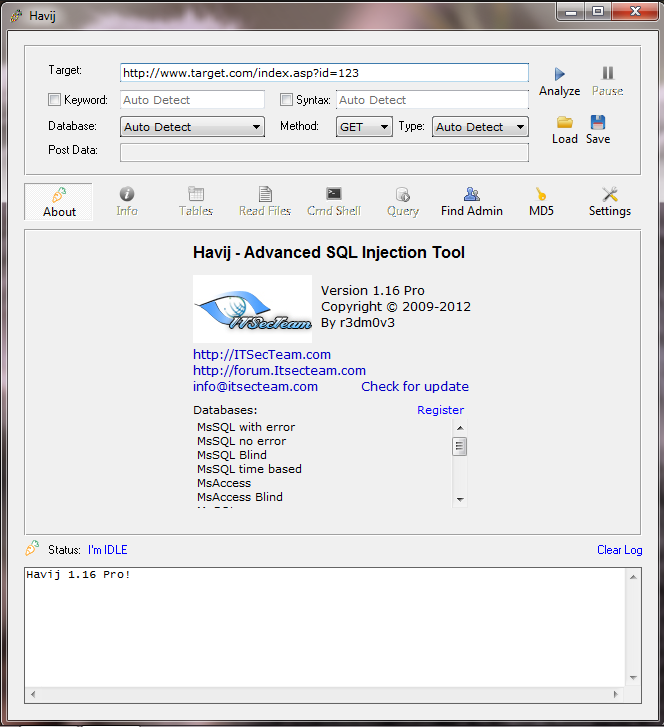 Havij
Target: http://www.target.com/index.asp?id=123
Analyze Pause
Keyword: Auto Detect Syntax: Auto Detect
Database: Auto Detect Method: GET Type: Auto Detect
Load Save
Post Data:
About Info Tables Read Files Cmd Shell Query Find Admin MD5 Settings
Havij - Advanced SQL Injection Tool
ITSecTeam
Version 1.16 Pro
Copyright © 2009-2012
By r3dm0v3
http://ITSecTeam.com
http://forum.Itsecteam.com
info@itsecteam.com Check for update
Databases: Register
MsSQL with error
MsSQL no error
MsSQL Blind
MsSQL time based
MsAccess
MsAccess Blind
Status: I'm IDLE Clear Log
Havij 1.16 Pro!